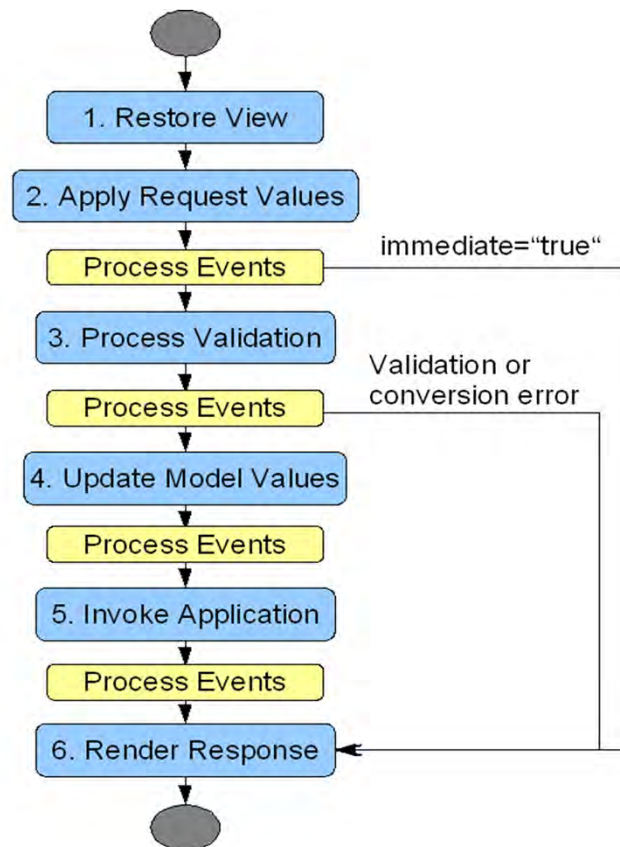 1. Restore View
2. Apply Request Values
Process Events
immediate=“true“
3. Process Validation
Validation or
conversion error
Process Events
4. Update Model Values
Process Events
5. Invoke Application
Process Events
6. Render Response